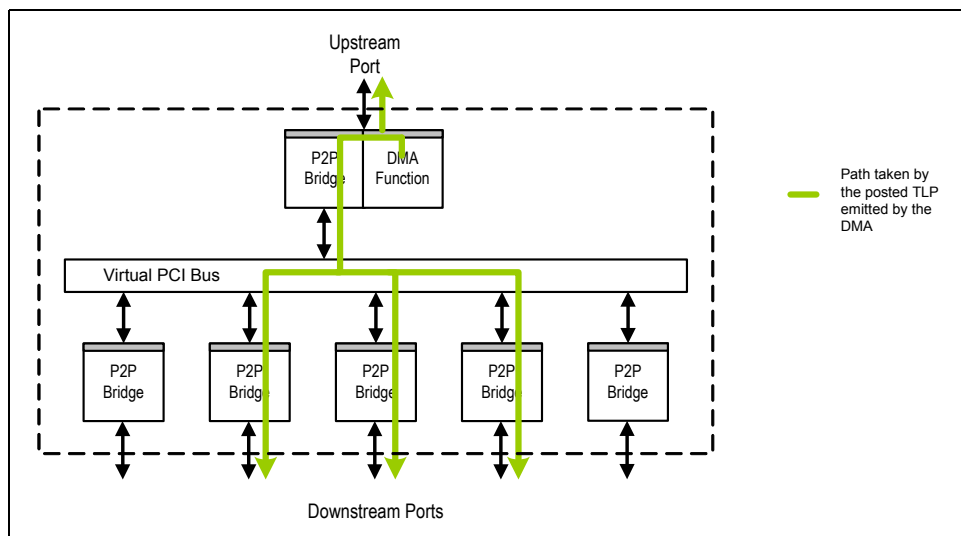 Upstream
Port
P2P
Bridge
DMA
Function
Path taken by
the posted TLP
emitted by the
DMA
Virtual PCI Bus
P2P
Bridge
P2P
Bridge
P2P
Bridge
P2P
Bridge
P2P
Bridge
Downstream Ports